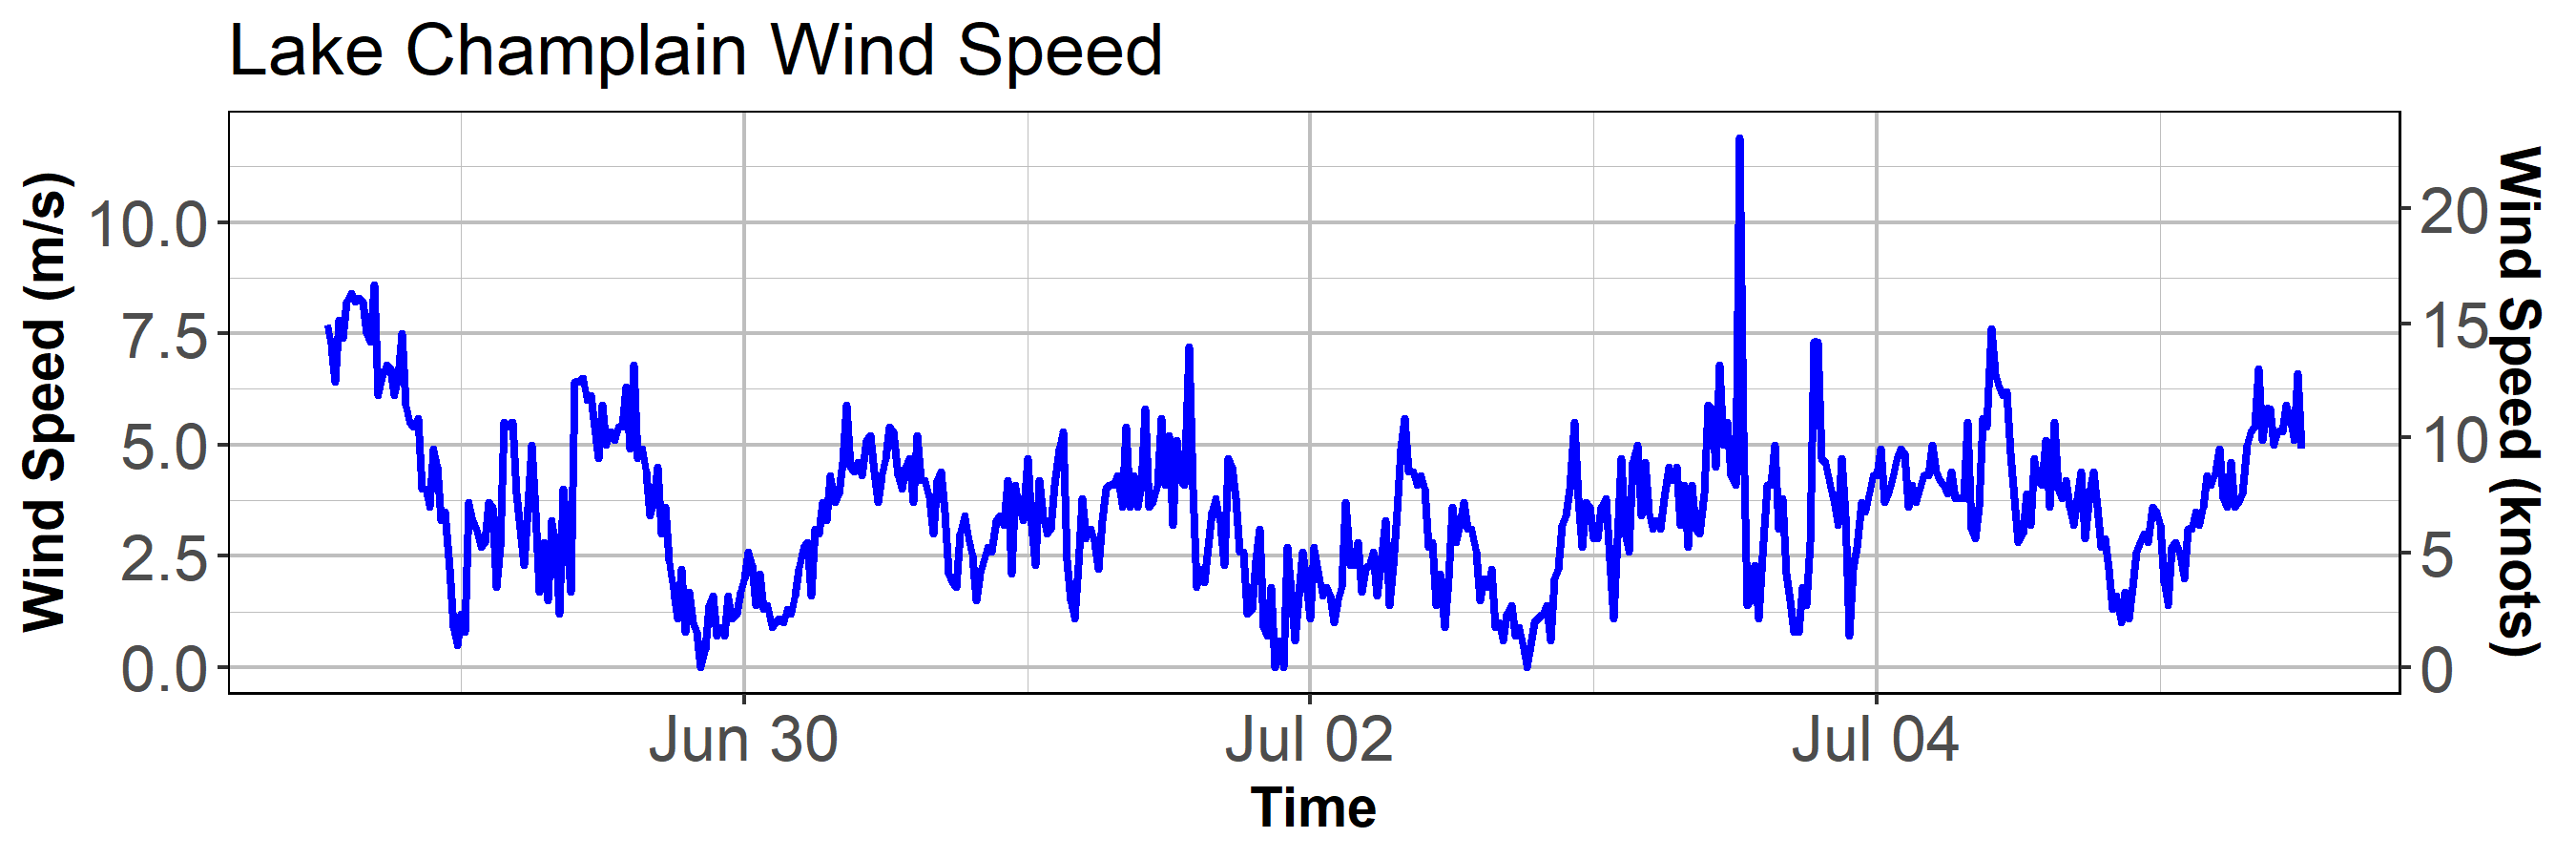 Lake Champlain Wind Speed
Wind Speed (m/s)
10.0
7.5
5.0
2.5
0.0
20
15
10
5
0
Wind Speed (knots)
Jun 30
Jul 02
Jul 04
Time